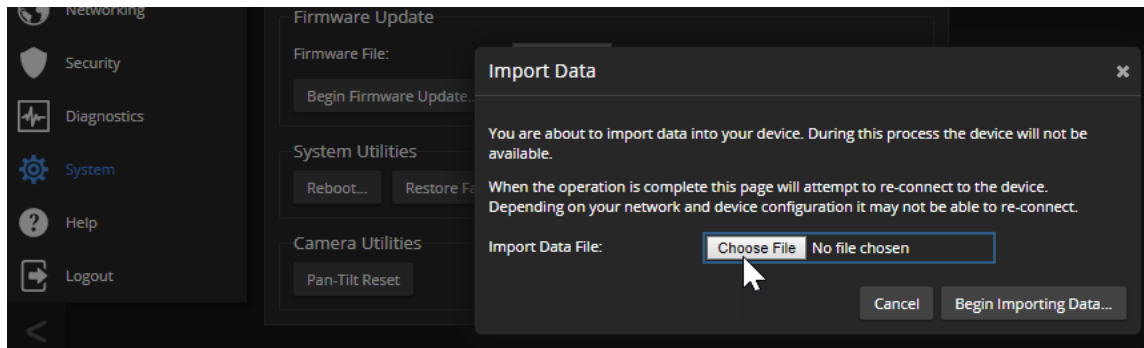 Networking
Security
Diagnostics
System
Help
Logout
Firmware Update
Firmware File:
Begin Firmware Update...
System Utilities
Reboot...
Restore
Camera Utilities
Pan-Tilt Reset
Import Data
You are about to import data into your device. During this process the device will not be
available.
When the operation is complete this page will attempt to re-connect to the device.
Depending on your network and device configuration it may not be able to re-connect.
Import Data File:
Choose File No file chosen
Cancel
Begin Importing Data...